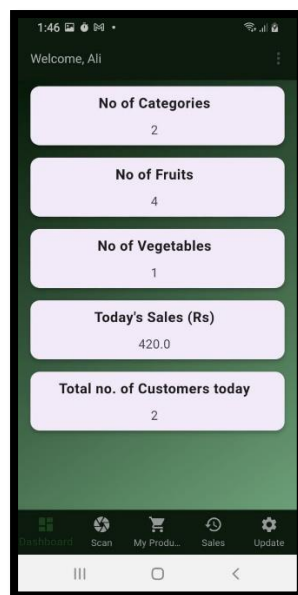 1:46
Welcome, Ali
No of Categories
2
No of Fruits
4
No of Vegetables
1
Today's Sales (Rs)
420.0
Total no. of Customers today
2
Dashboard Scan My Produ... Sales Update